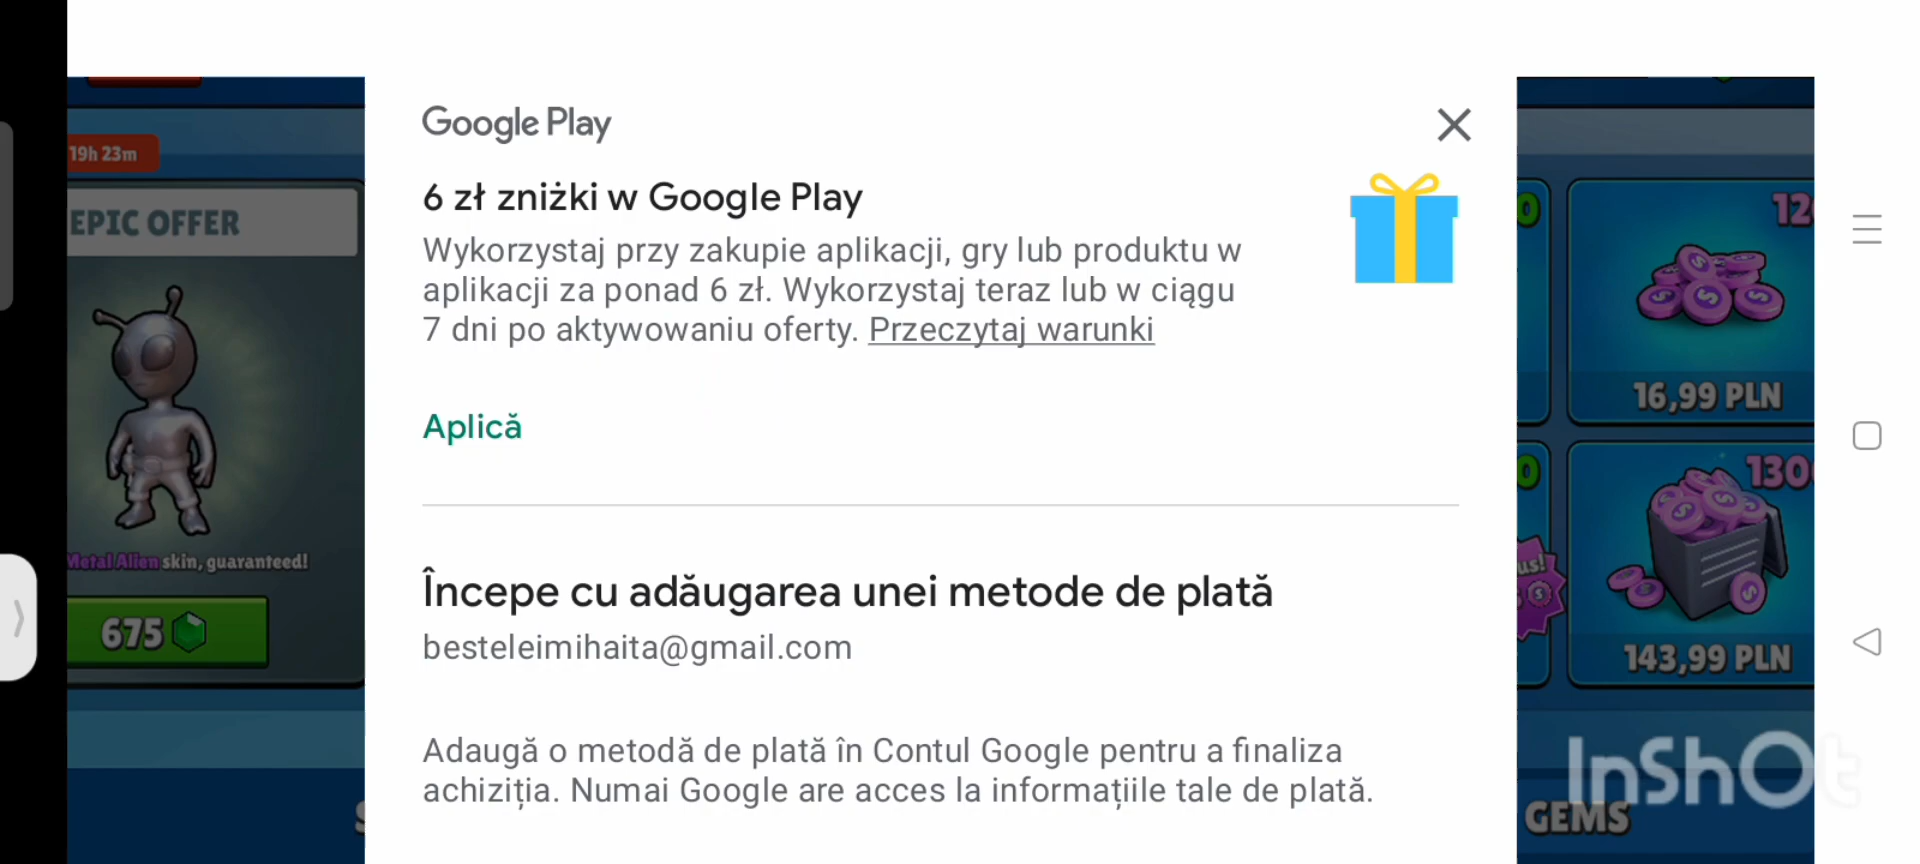 Google Play
6 zł zniżki w Google Play
Wykorzystaj przy zakupie aplikacji, gry lub produktu w
aplikacji za ponad 6 zł. Wykorzystaj teraz lub w ciągu
7 dni po aktywowaniu oferty. Przeczytaj warunki
Aplică
Începe cu adăugarea unei metode de plată
besteleimihaita@gmail.com
Adaugă o metodă de plată în Contul Google pentru a finaliza
achiziția. Numai Google are acces la informațiile tale de plată.
19h 23m
EPIC OFFER
Metal Alien skin, guaranteed!
675
16,99 PLN
130
143,99 PLN
GEMS
InShOt